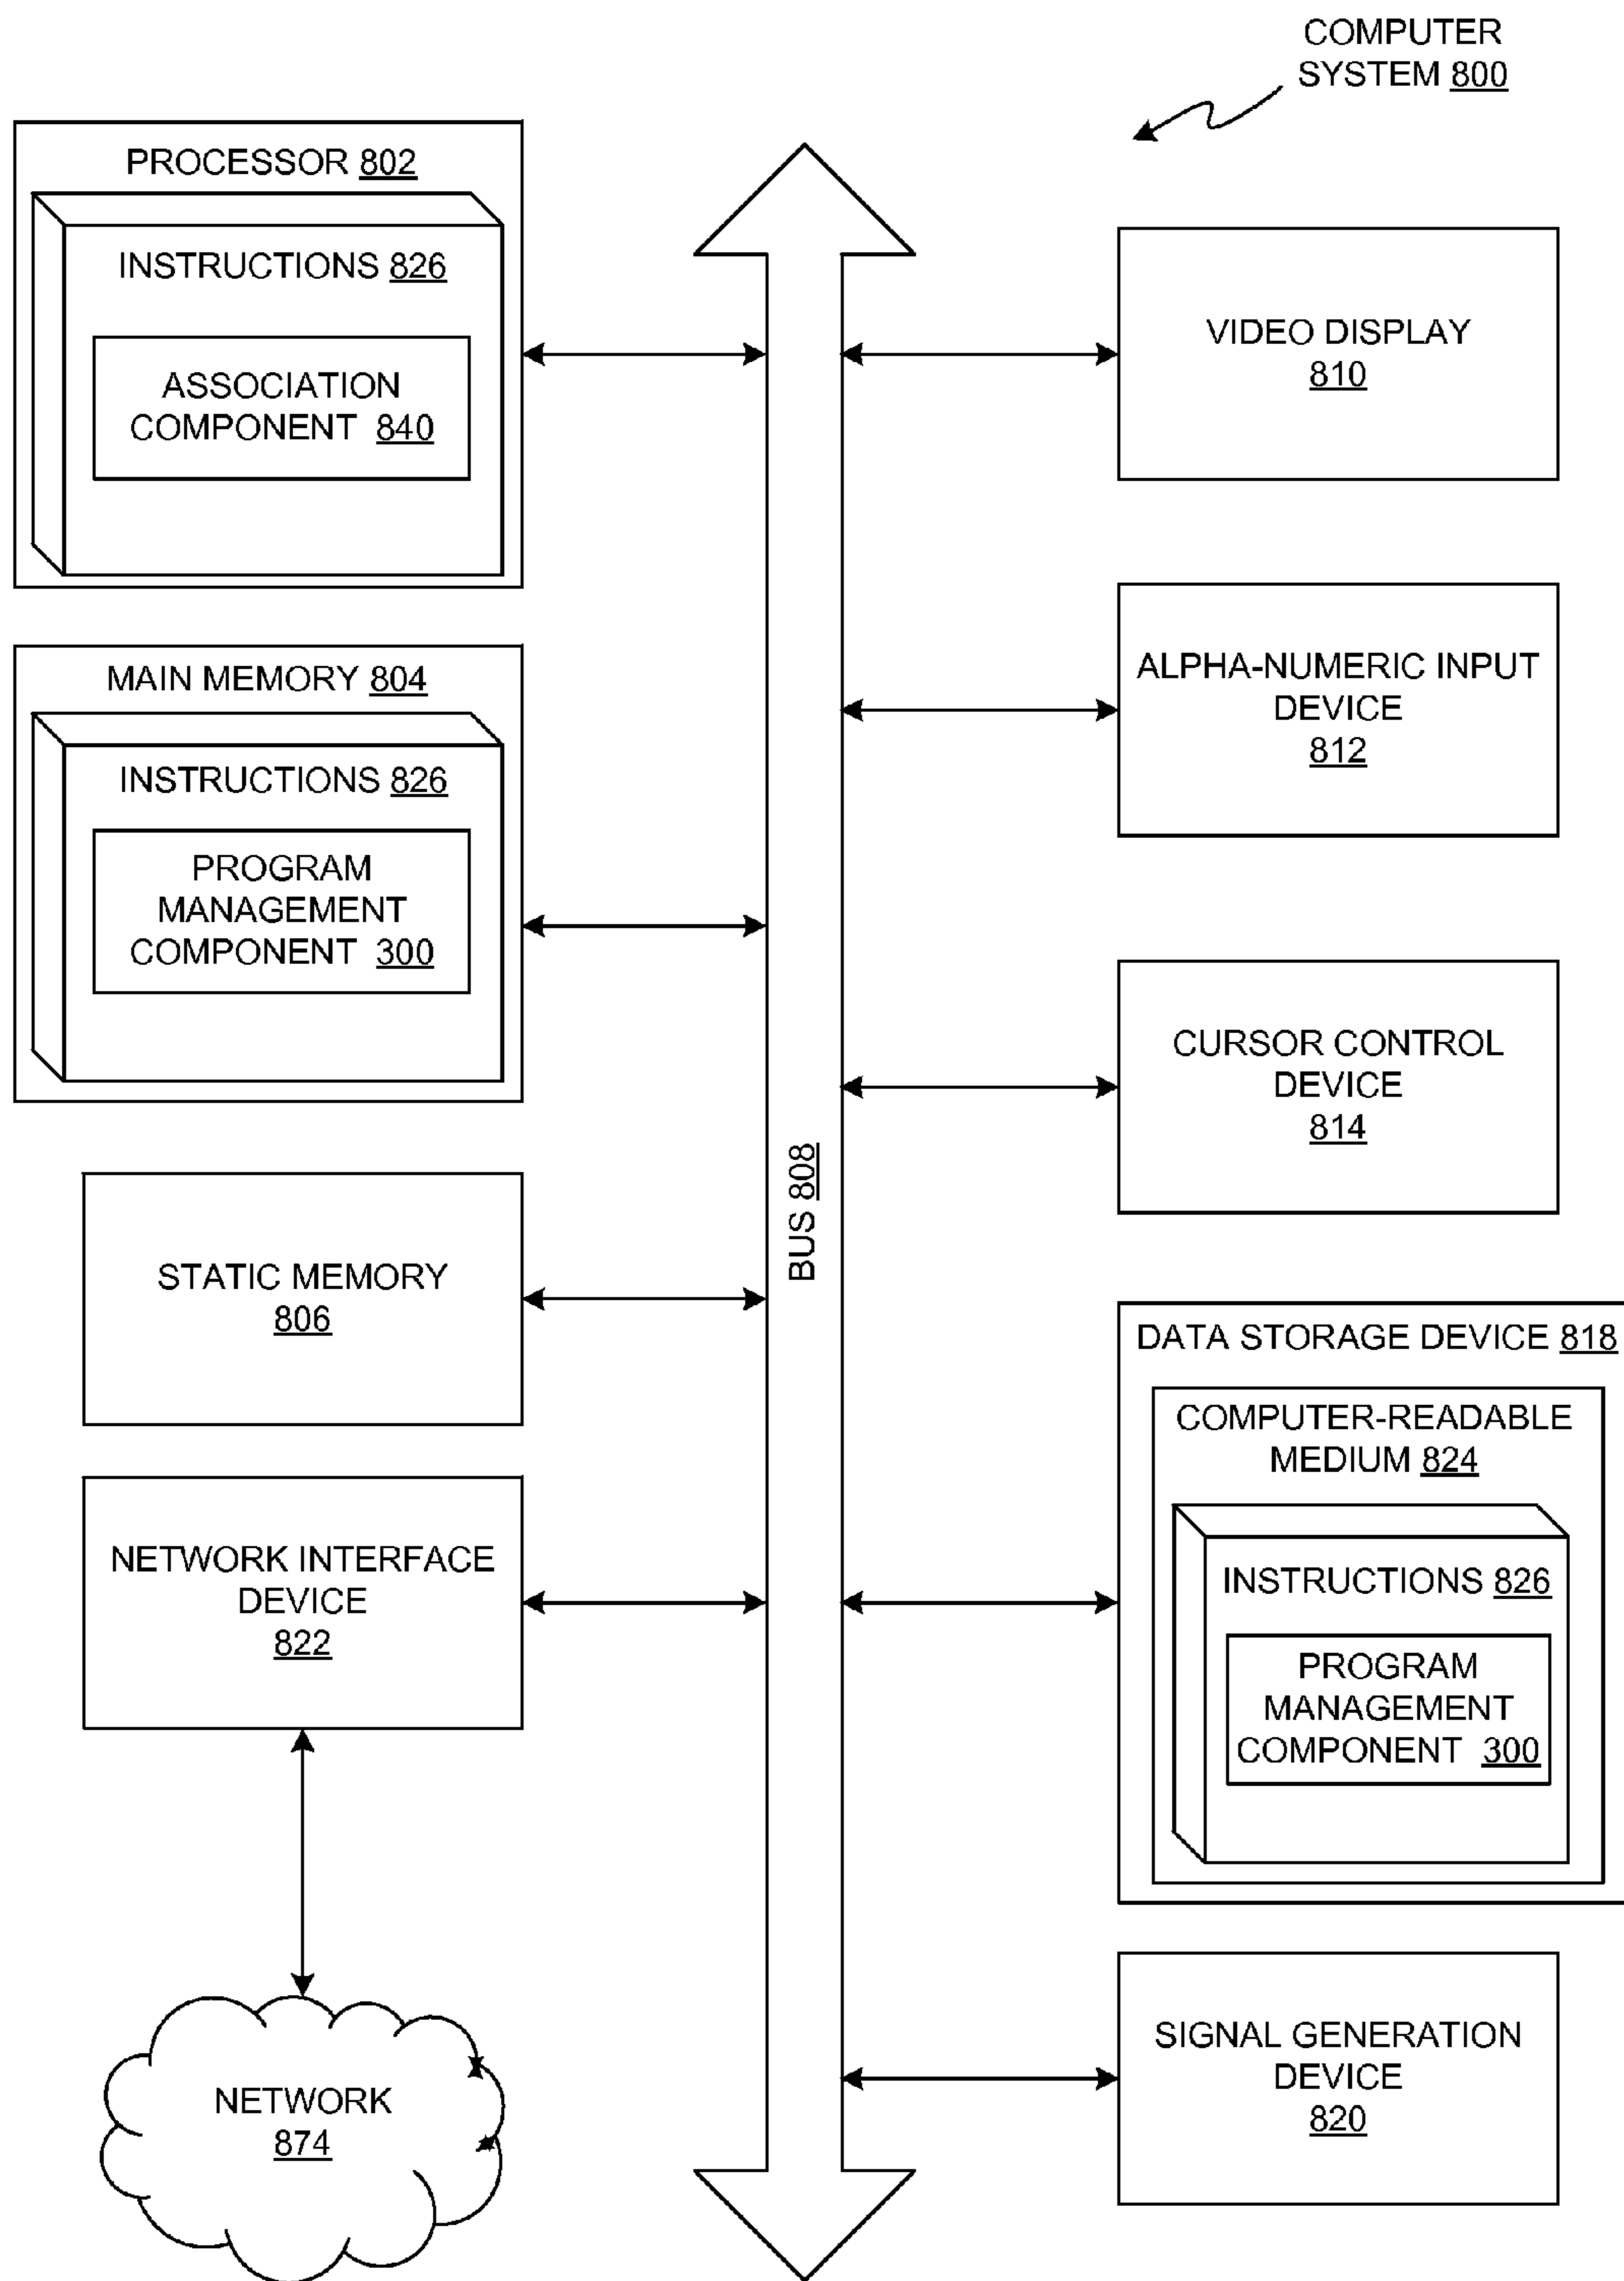 COMPUTER
SYSTEM 800
PROCESSOR 802
INSTRUCTIONS 826
ASSOCIATION
COMPONENT 840
MAIN MEMORY 804
INSTRUCTIONS 826
PROGRAM
MANAGEMENT
COMPONENT 300
STATIC MEMORY
806
NETWORK INTERFACE
DEVICE
822
NETWORK
874
BUS 808
VIDEO DISPLAY
810
ALPHA-NUMERIC INPUT
DEVICE
812
CURSOR CONTROL
DEVICE
814
DATA STORAGE DEVICE 818
COMPUTER-READABLE
MEDIUM 824
INSTRUCTIONS 826
PROGRAM
MANAGEMENT
COMPONENT 300
SIGNAL GENERATION
DEVICE
820